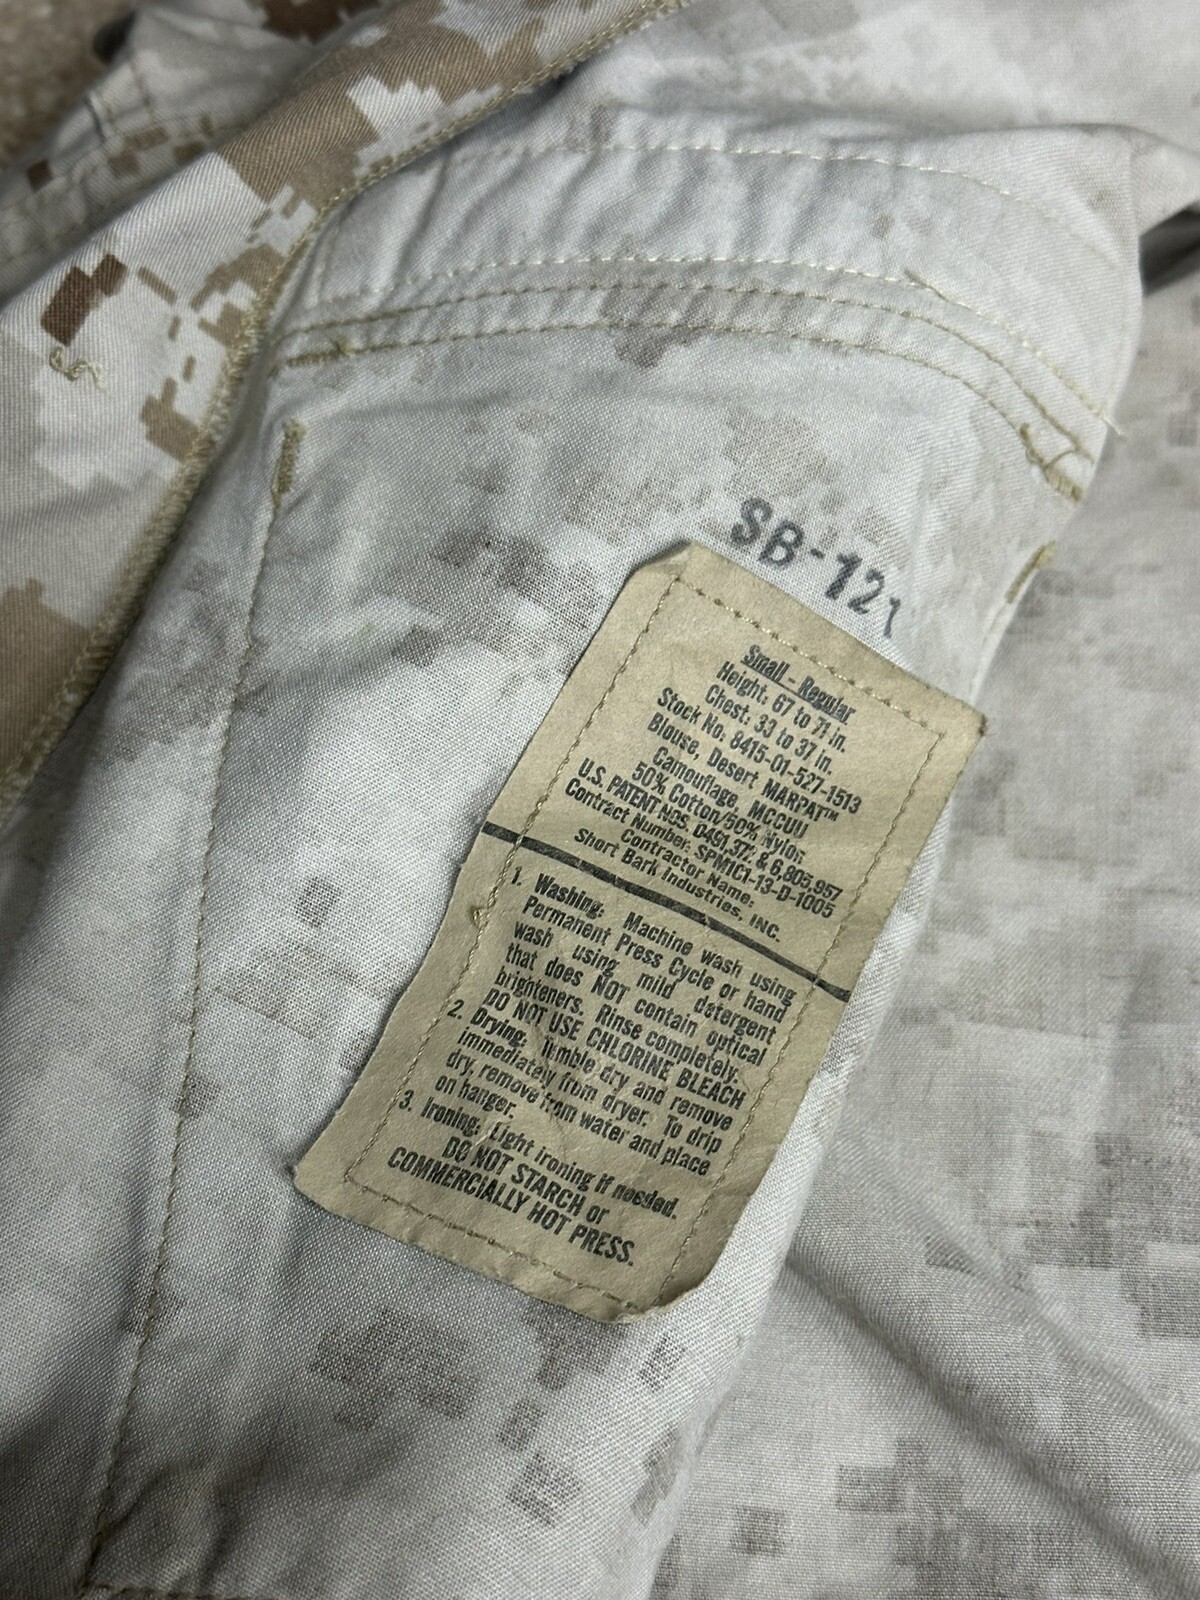 SB-121
Small - Regular
Height: 67 to 71 in.
Chest: 33 to 37 in.
Stock No: 8415-01-527-1513
Blouse, Desert MARPAT™
Camouflage, MCCUU
50% Cotton/50% Nylon
U.S. PATENT NOS. D491,372 & 6,805,957
Contract Number: SPM1C1-13-D-1005
Contractor Name:
Short Bark Industries, INC.
1. Washing: Machine wash using
Permanent Press Cycle or hand
wash using mild detergent
that does NOT contain optical
brighteners. Rinse completely.
DO NOT USE CHLORINE BLEACH
2. Drying: Tumble dry and remove
immediately from dryer. To drip
dry, remove from water and place
on hanger.
3. Ironing: Light ironing if needed.
DO NOT STARCH or
COMMERCIALLY HOT PRESS.